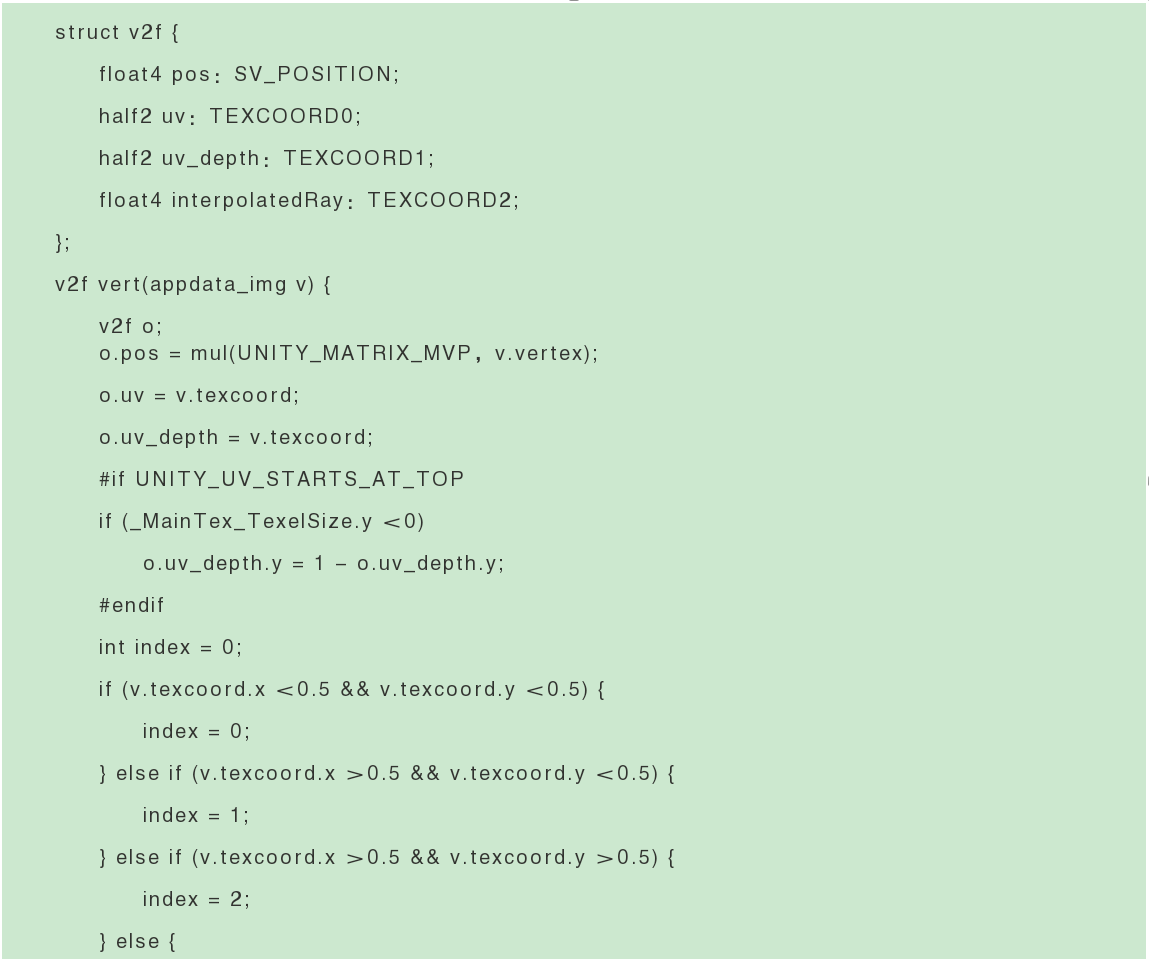 struct v2f {
float4 pos： SV_POSITION;
half2 uv： TEXCOORD0;
half2 uv_depth： TEXCOORD1;
float4 interpolatedRay： TEXCOORD2;
};
v2f vert(appdata_img v) {
v2f o;
o.pos = mul(UNITY_MATRIX_MVP， v.vertex);
o.uv = v.texcoord;
o.uv_depth = v.texcoord;
#if UNITY_UV_STARTS_AT_TOP
if (_MainTex_TexelSize.y <0)
o.uv_depth.y = 1 - o.uv_depth.y;
#endif
int index = 0;
if (v.texcoord.x <0.5 && v.texcoord.y <0.5) {
index = 0;
} else if (v.texcoord.x >0.5 && v.texcoord.y <0.5) {
index = 1;
} else if (v.texcoord.x >0.5 && v.texcoord.y >0.5) {
index = 2;
} else {